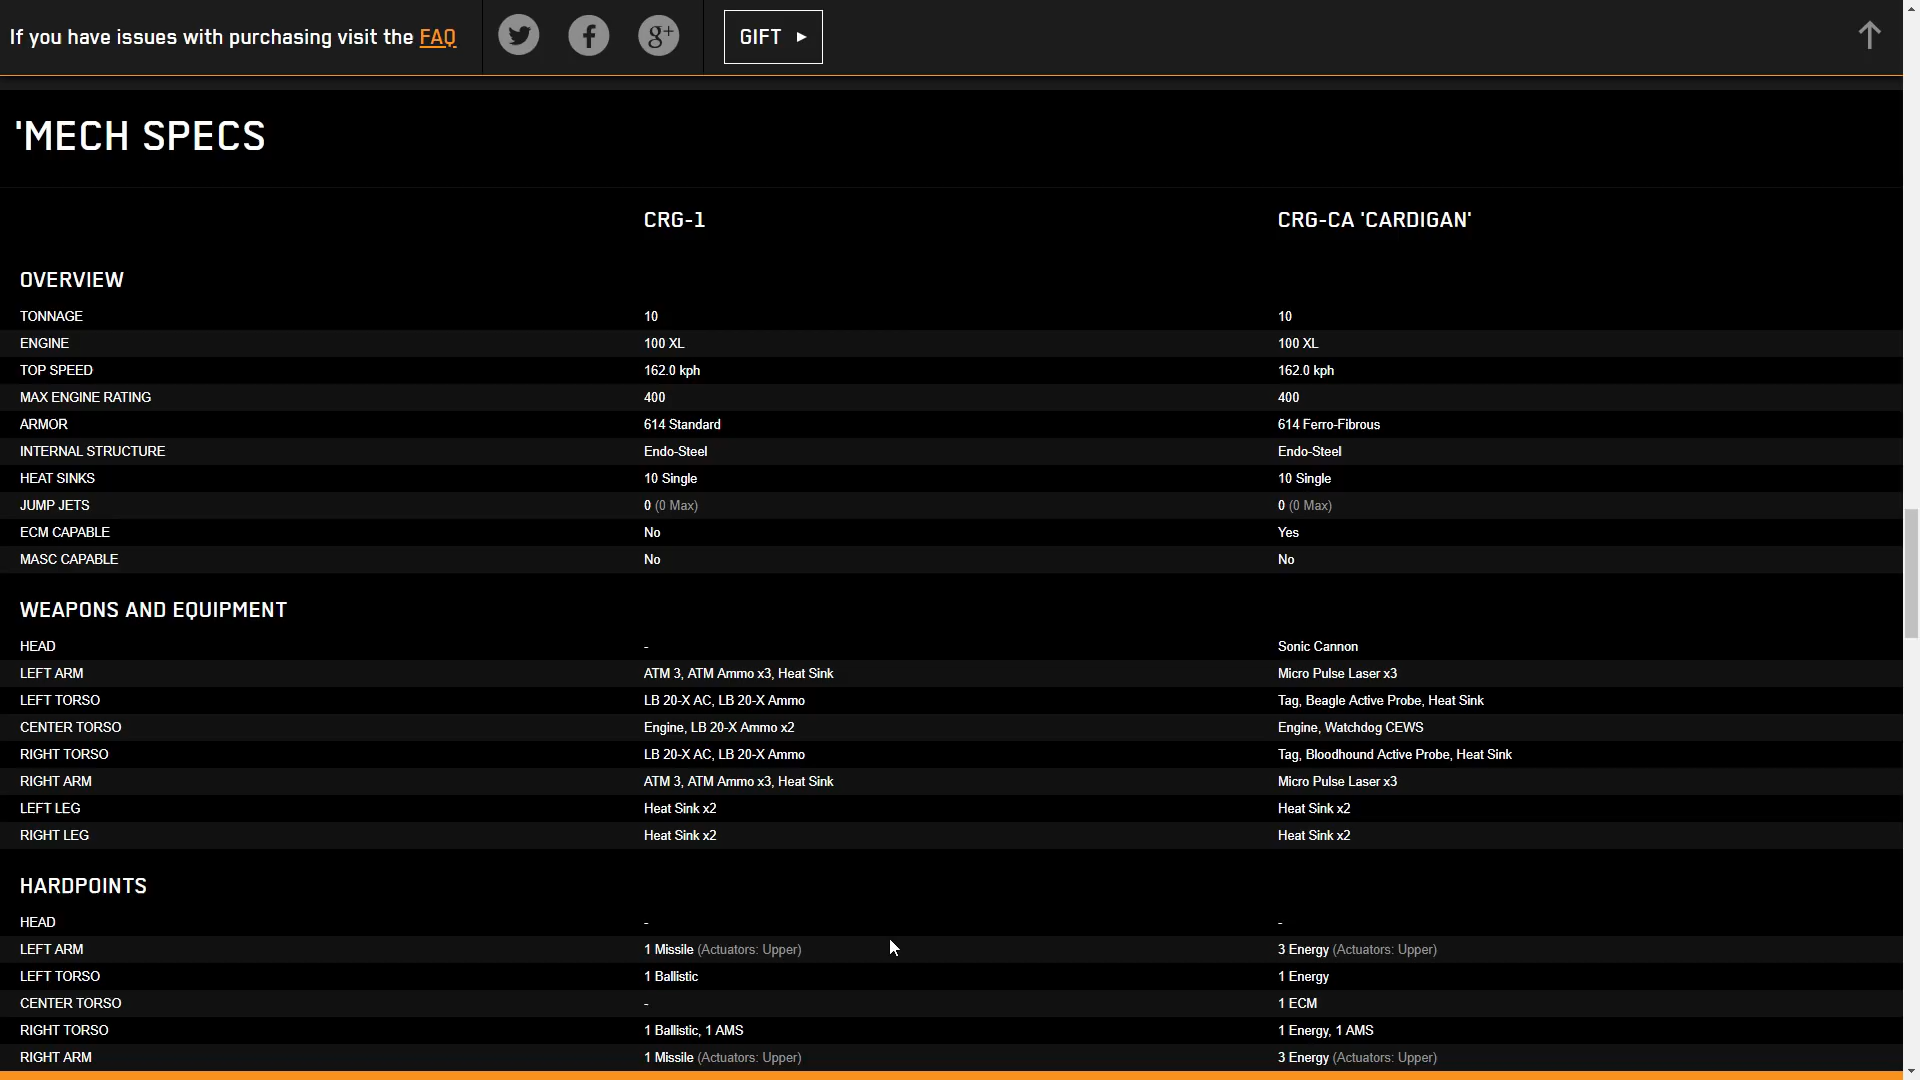 If you have issues with purchasing visit the FAQ g+ GIFT ►
'MECH SPECS
CRG-1 CRG-CA 'CARDIGAN'
OVERVIEW
TONNAGE 10 10
ENGINE 100 XL 100 XL
TOP SPEED 162.0 kph 162.0 kph
MAX ENGINE RATING 400 400
ARMOR 614 Standard 614 Ferro-Fibrous
INTERNAL STRUCTURE Endo-Steel Endo-Steel
HEAT SINKS 10 Single 10 Single
JUMP JETS 0 (0 Max) 0 (0 Max)
ECM CAPABLE No Yes
MASC CAPABLE No No
WEAPONS AND EQUIPMENT
HEAD - Sonic Cannon
LEFT ARM ATM 3, ATM Ammo x3, Heat Sink Micro Pulse Laser x3
LEFT TORSO LB 20-X AC, LB 20-X Ammo Tag, Beagle Active Probe, Heat Sink
CENTER TORSO Engine, LB 20-X Ammo x2 Engine, Watchdog CEWS
RIGHT TORSO LB 20-X AC, LB 20-X Ammo Tag, Bloodhound Active Probe, Heat Sink
RIGHT ARM ATM 3, ATM Ammo x3, Heat Sink Micro Pulse Laser x3
LEFT LEG Heat Sink x2 Heat Sink x2
RIGHT LEG Heat Sink x2 Heat Sink x2
HARDPOINTS
HEAD - -
LEFT ARM 1 Missile (Actuators: Upper) 3 Energy (Actuators: Upper)
LEFT TORSO 1 Ballistic 1 Energy
CENTER TORSO - 1 ECM
RIGHT TORSO 1 Ballistic, 1 AMS 1 Energy, 1 AMS
RIGHT ARM 1 Missile (Actuators: Upper) 3 Energy (Actuators: Upper)